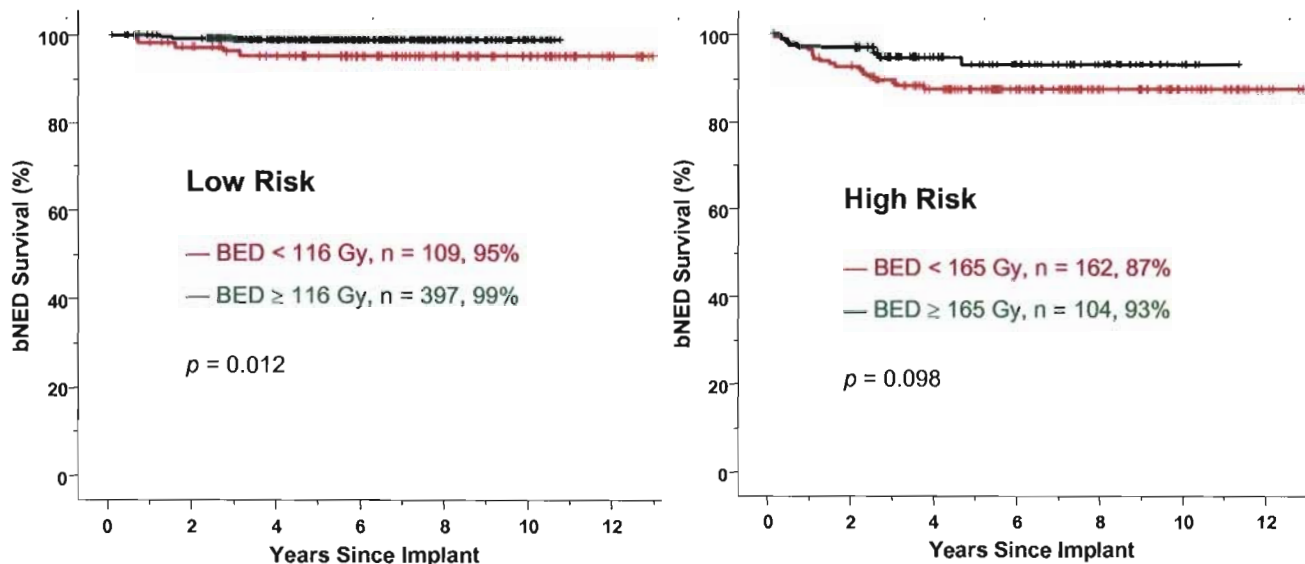 100
80
60
40
20
0
bNED Survival (%)
Low Risk
BED < 116 Gy, n = 109, 95%
BED ≥ 116 Gy, n = 397, 99%
p = 0.012
0 2 4 6 8 10 12
Years Since Implant
100
80
60
40
20
0
bNED Survival (%)
High Risk
BED < 165 Gy, n = 162, 87%
BED ≥ 165 Gy, n = 104, 93%
p = 0.098
0 2 4 6 8 10 12
Years Since Implant